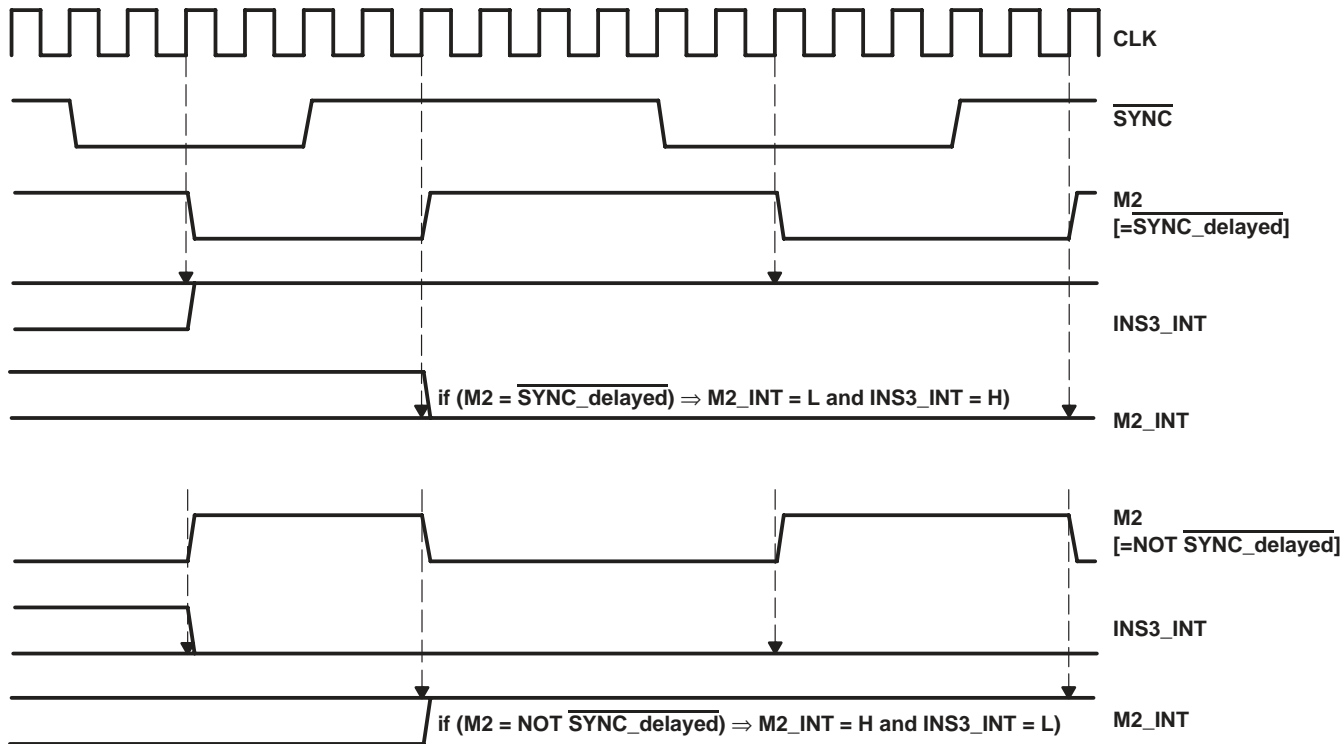 CLK
SYNC
M2
[=SYNC_delayed]
INS3_INT
if (M2 = SYNC_delayed) ⇒ M2_INT = L and INS3_INT = H)
M2_INT
M2
[=NOT SYNC_delayed]
INS3_INT
if (M2 = NOT SYNC_delayed) ⇒ M2_INT = H and INS3_INT = L)
M2_INT